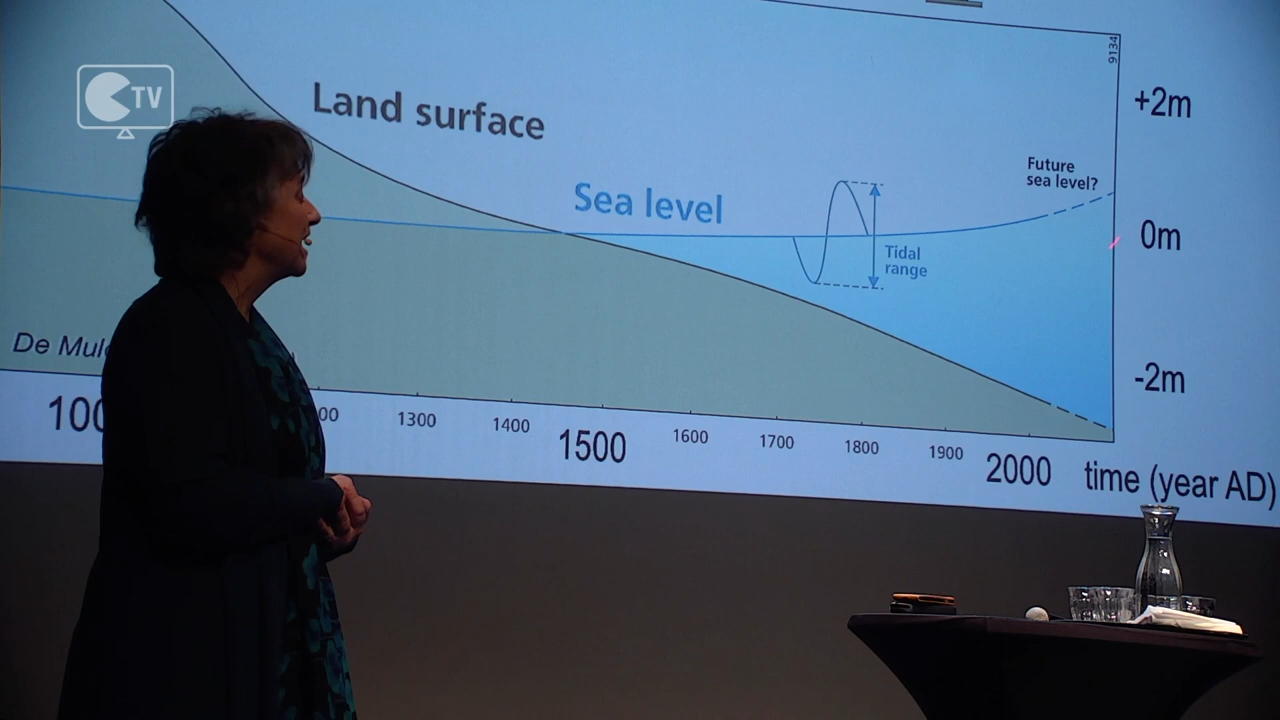 TV
9134
+2m
Land surface
Future
sea level?
Sea level
0m
Tidal
range
De
-2m
1300
1400
1500
1600
1700
1800
1900
2000
time (year AD)